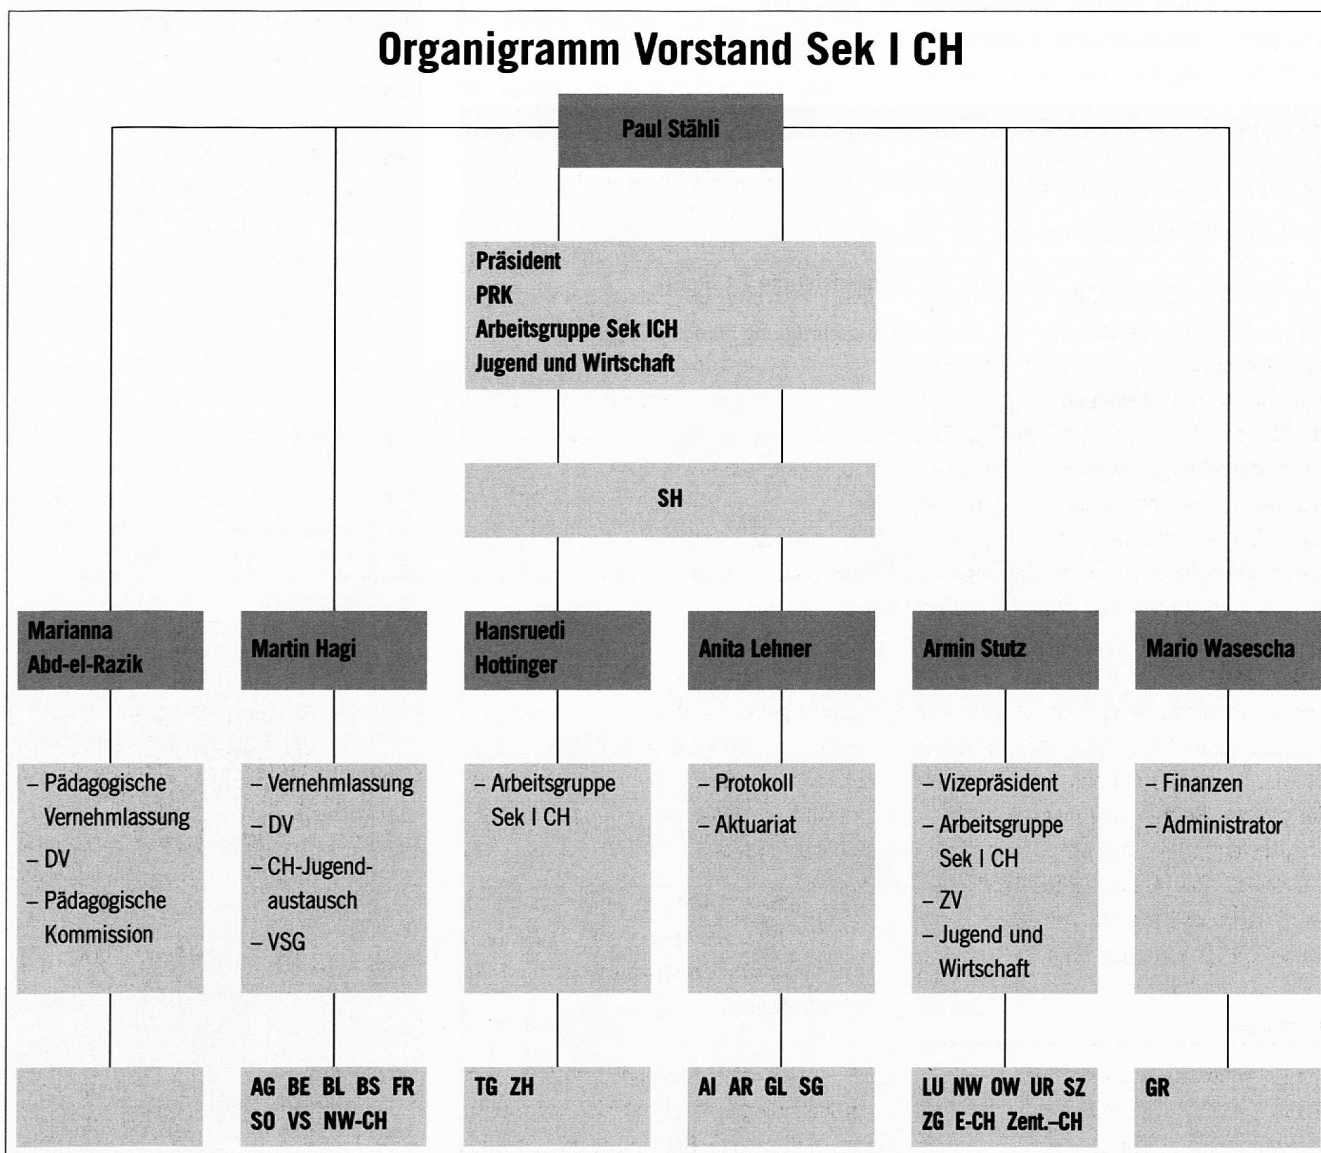 Organigramm Vorstand Sek I CH
Paul Stähli
Präsident
PRK
Arbeitsgruppe Sek ICH
Jugend und Wirtschaft
SH
Marianna
Abd-el-Razik
Martin Hagi
Hansruedi
Hottinger
Anita Lehner
Armin Stutz
Mario Wasescha
– Pädagogische
Vernehmlassung
– DV
– Pädagogische
Kommission
– Vernehmlassung
– DV
– CH-Jugend-
austausch
– VSG
– Arbeitsgruppe
Sek I CH
– Protokoll
– Aktuariat
– Vizepräsident
– Arbeitsgruppe
Sek I CH
– ZV
– Jugend und
Wirtschaft
– Finanzen
– Administrator
AG BE BL BS FR
SO VS NW-CH
TG ZH
AI AR GL SG
LU NW OW UR SZ
ZG E-CH Zent.–CH
GR